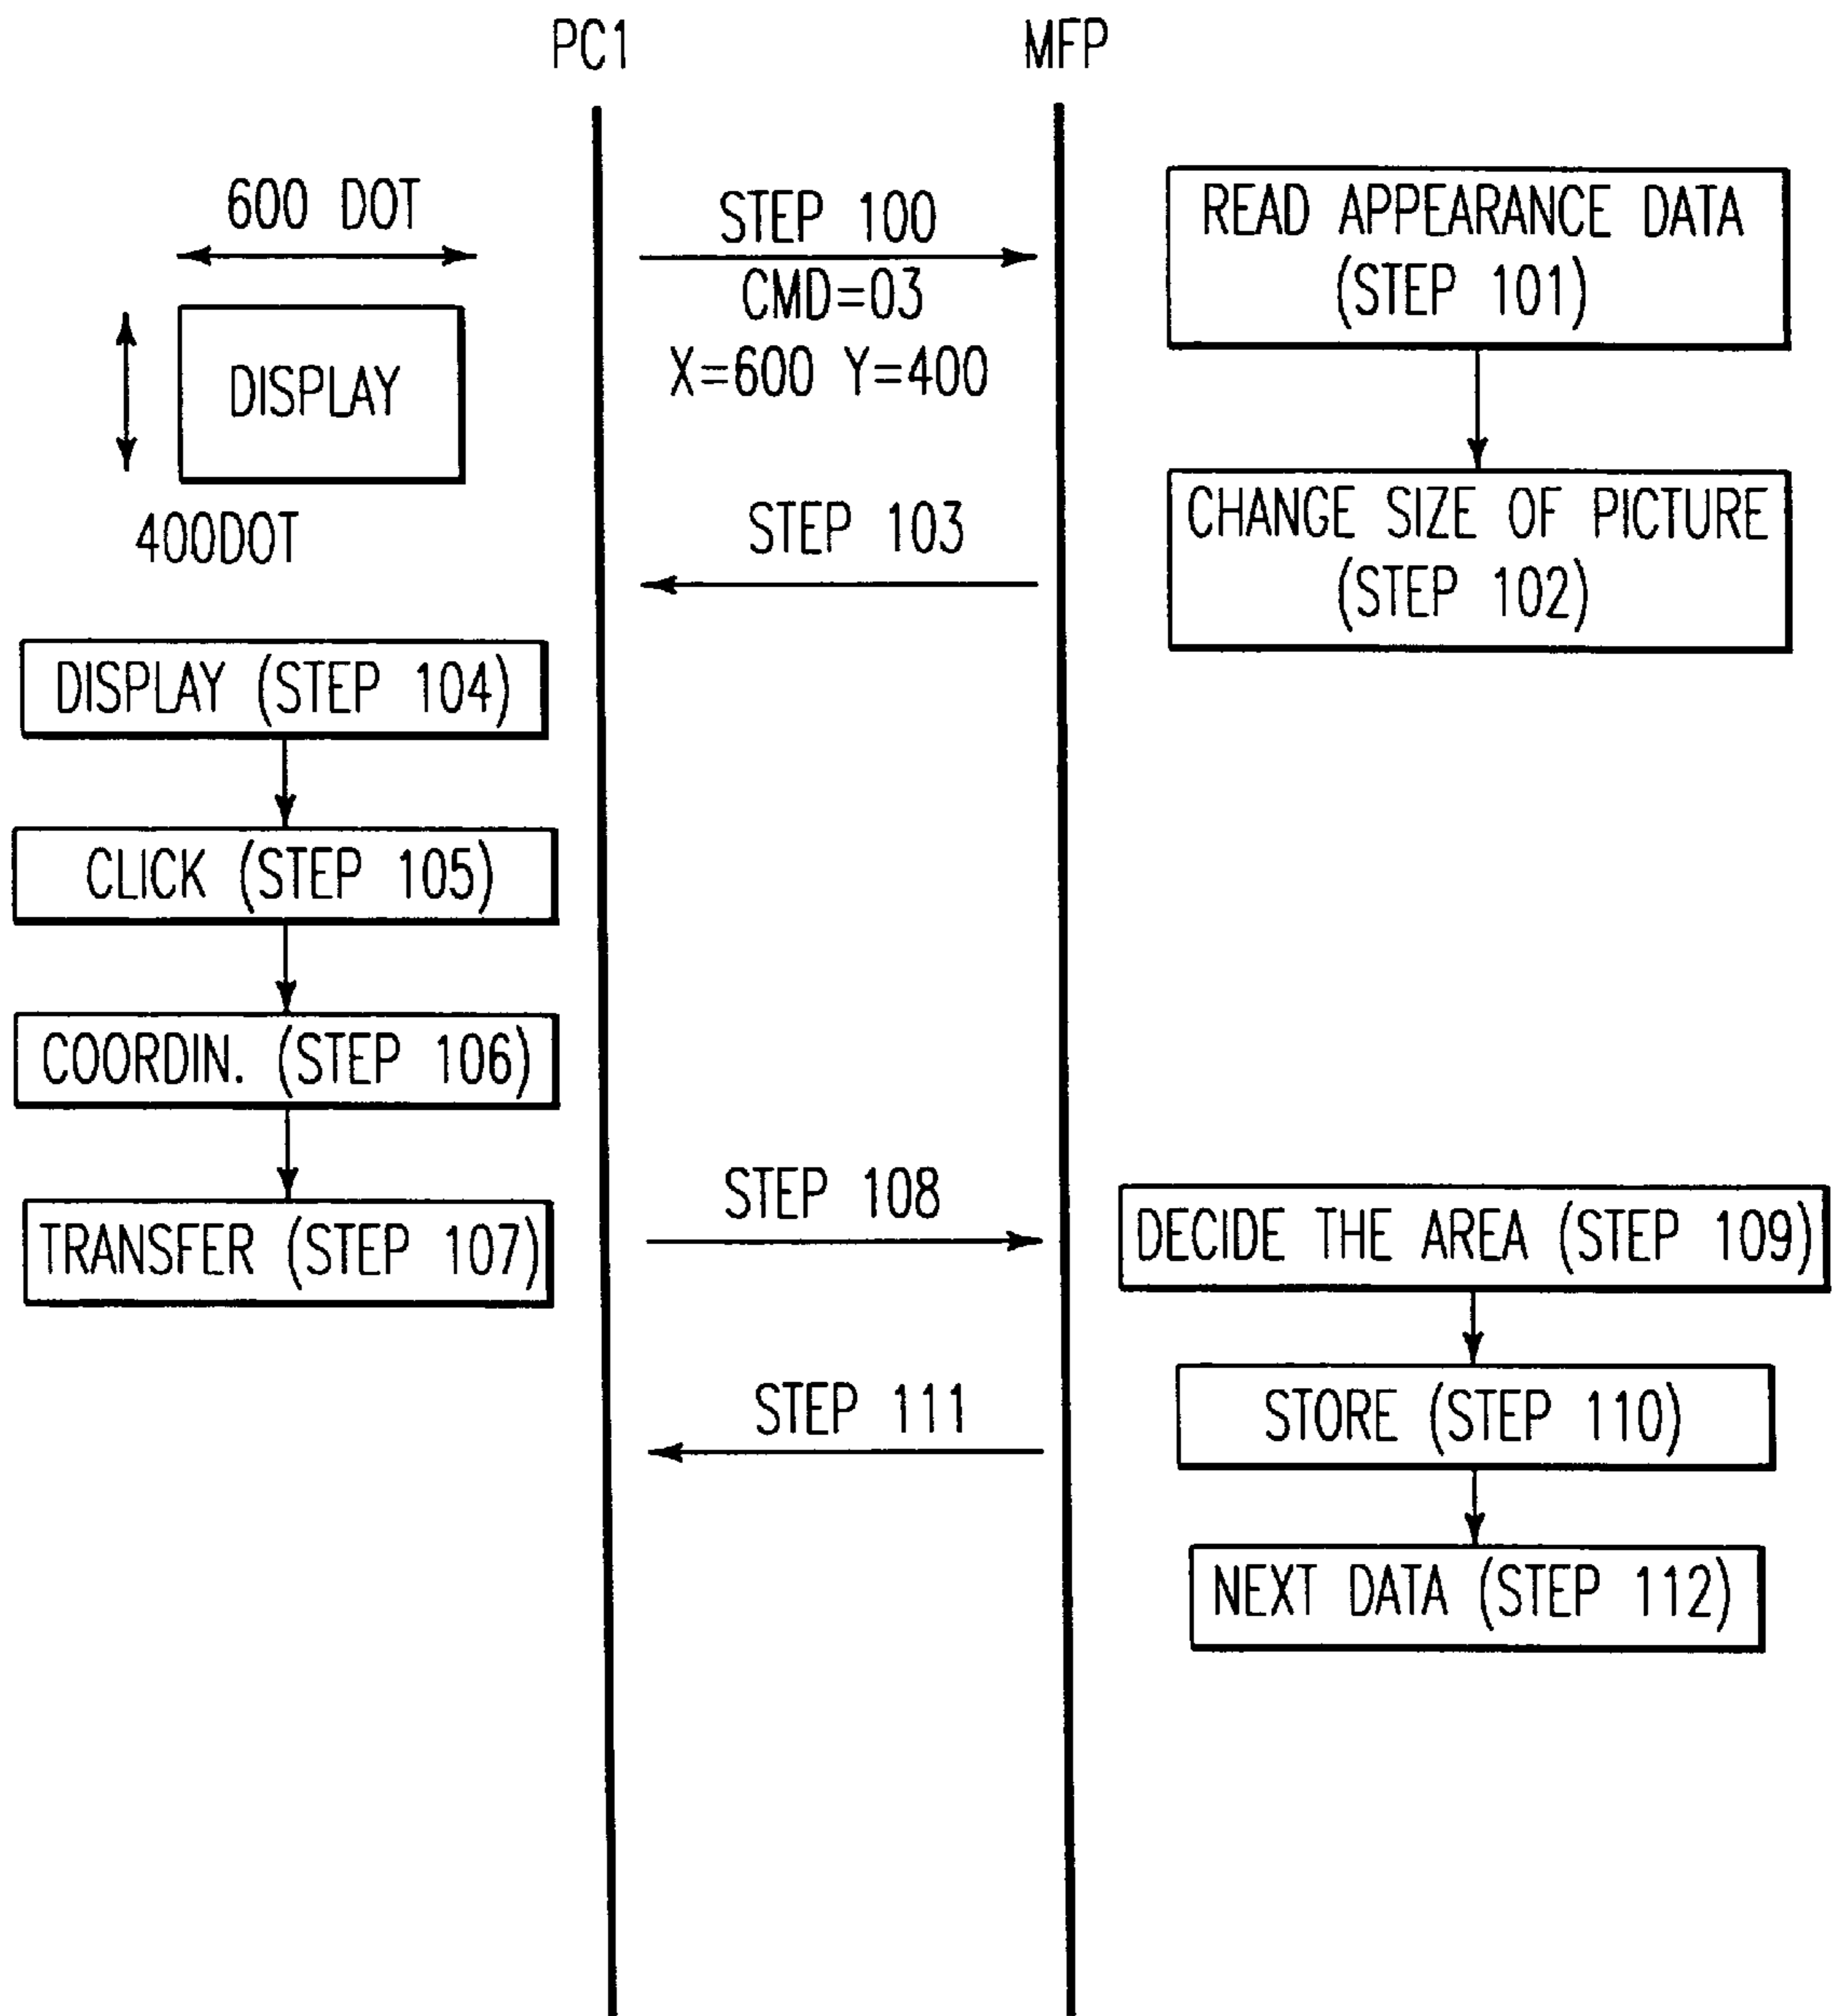 PC1
MFP
600 DOT
DISPLAY
400DOT
STEP 100
CMD=03
X=600 Y=400
READ APPEARANCE DATA
(STEP 101)
CHANGE SIZE OF PICTURE
(STEP 102)
STEP 103
DISPLAY (STEP 104)
CLICK (STEP 105)
COORDIN. (STEP 106)
TRANSFER (STEP 107)
STEP 108
DECIDE THE AREA (STEP 109)
STORE (STEP 110)
STEP 111
NEXT DATA (STEP 112)